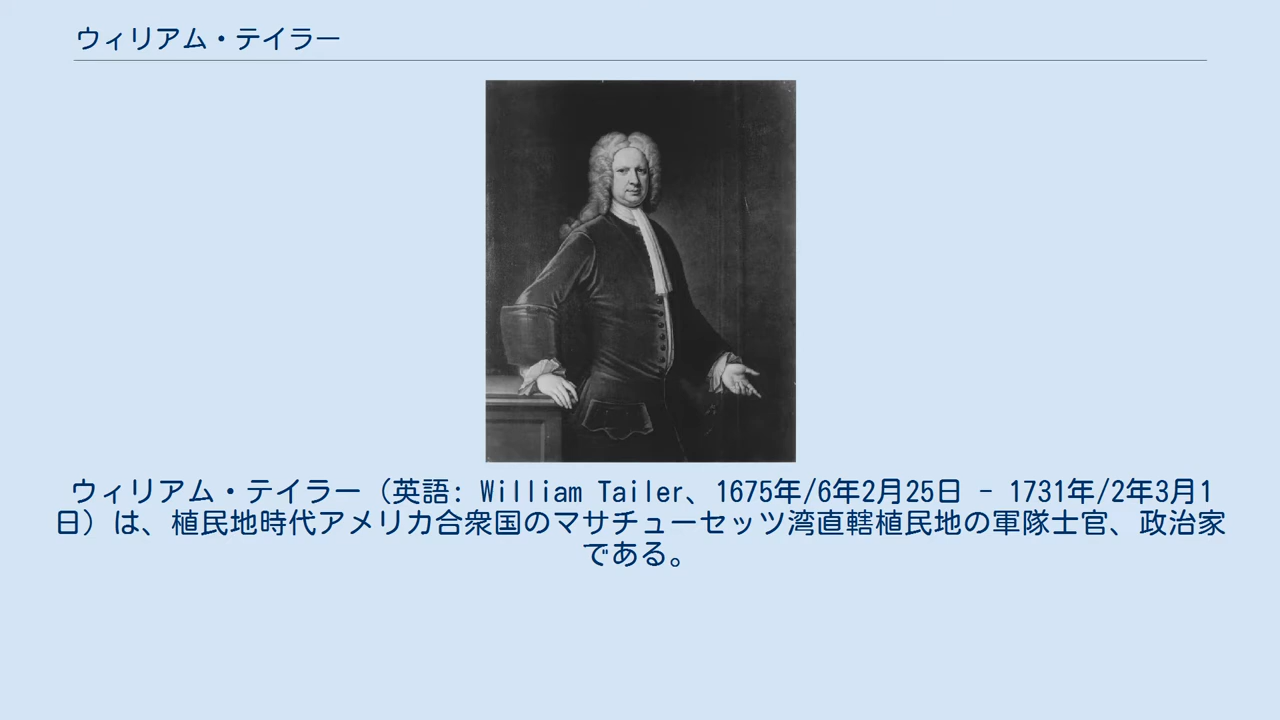 ウィリアム・テイラー
ウィリアム・テイラー（英語: William Tailer、1675年/6年2月25日 – 1731年/2年3月1
日）は、植民地時代アメリカ合衆国のマサチューセッツ湾直轄植民地の軍隊士官、政治家
である。